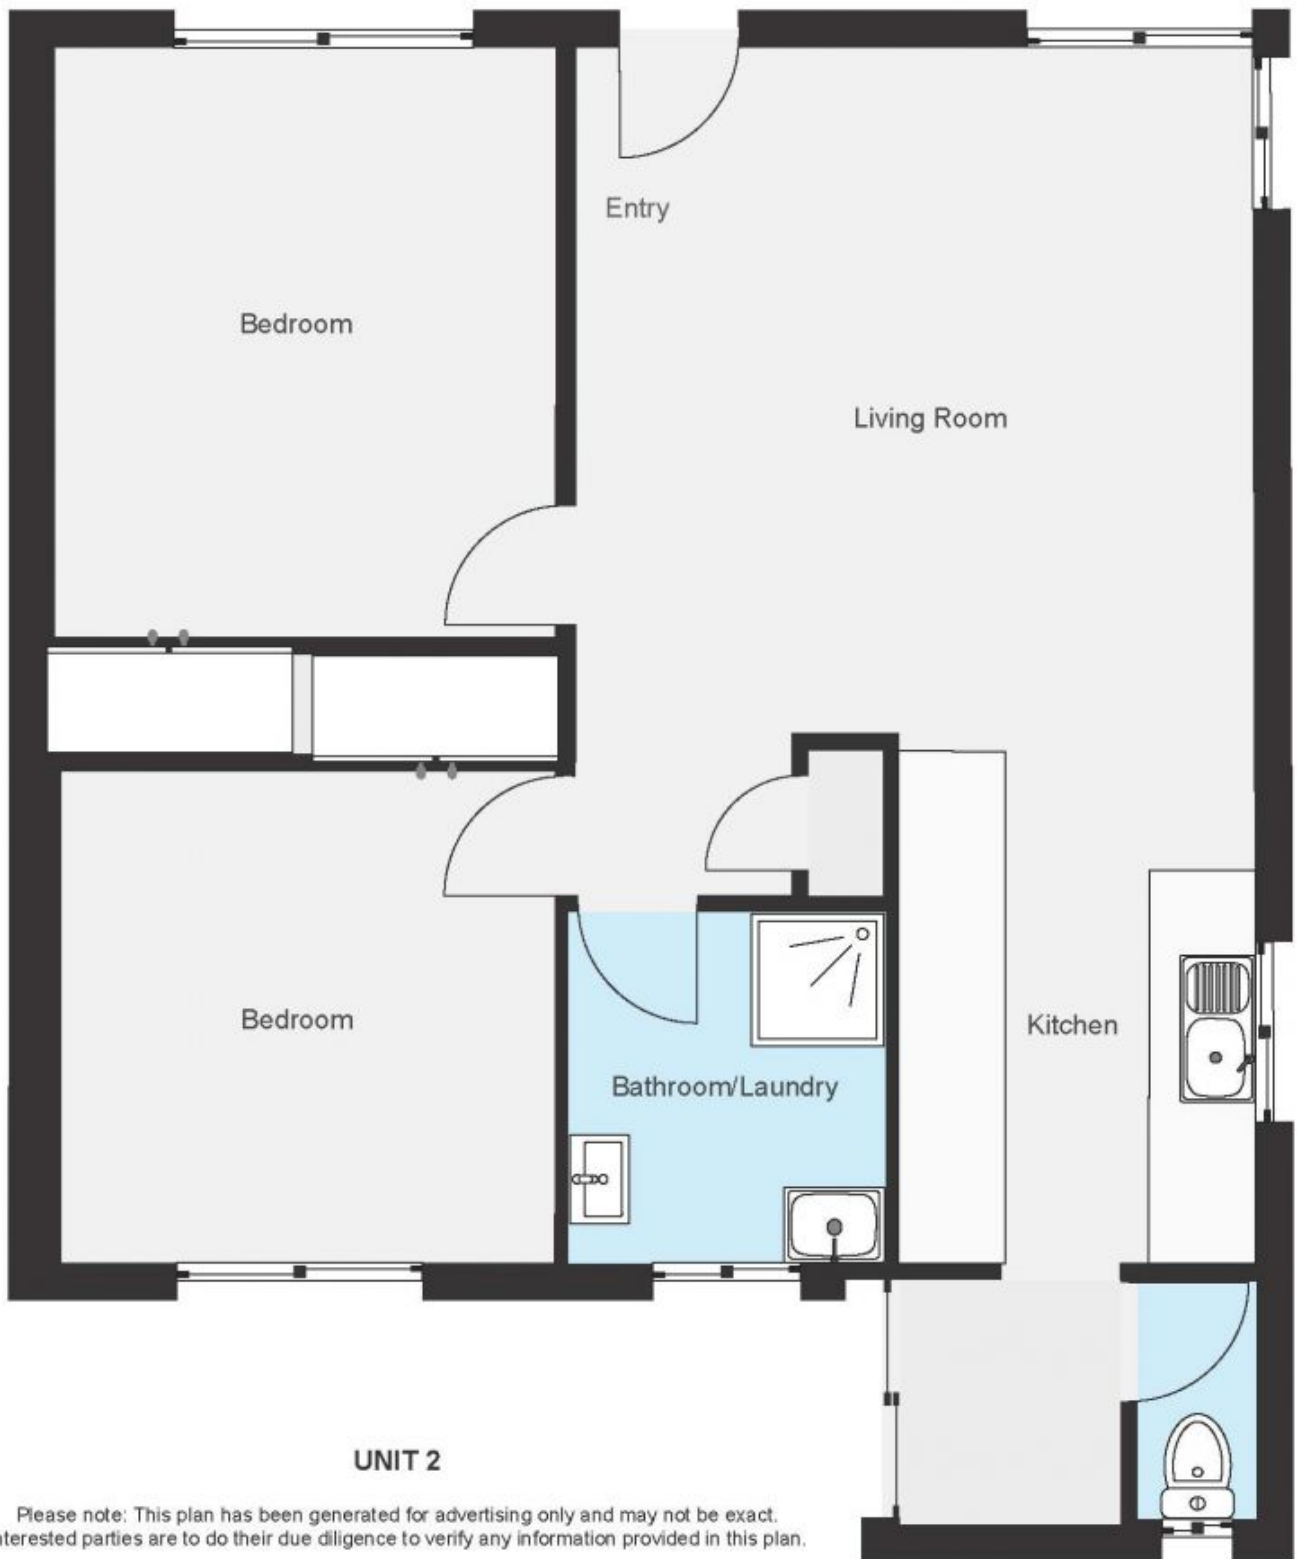 Entry
Bedroom
Living Room
Bedroom
Kitchen
Bathroom/Laundry
UNIT 2
Please note: This plan has been generated for advertising only and may not be exact.
nterested parties are to do their due diligence to verify any information provided in this plan.